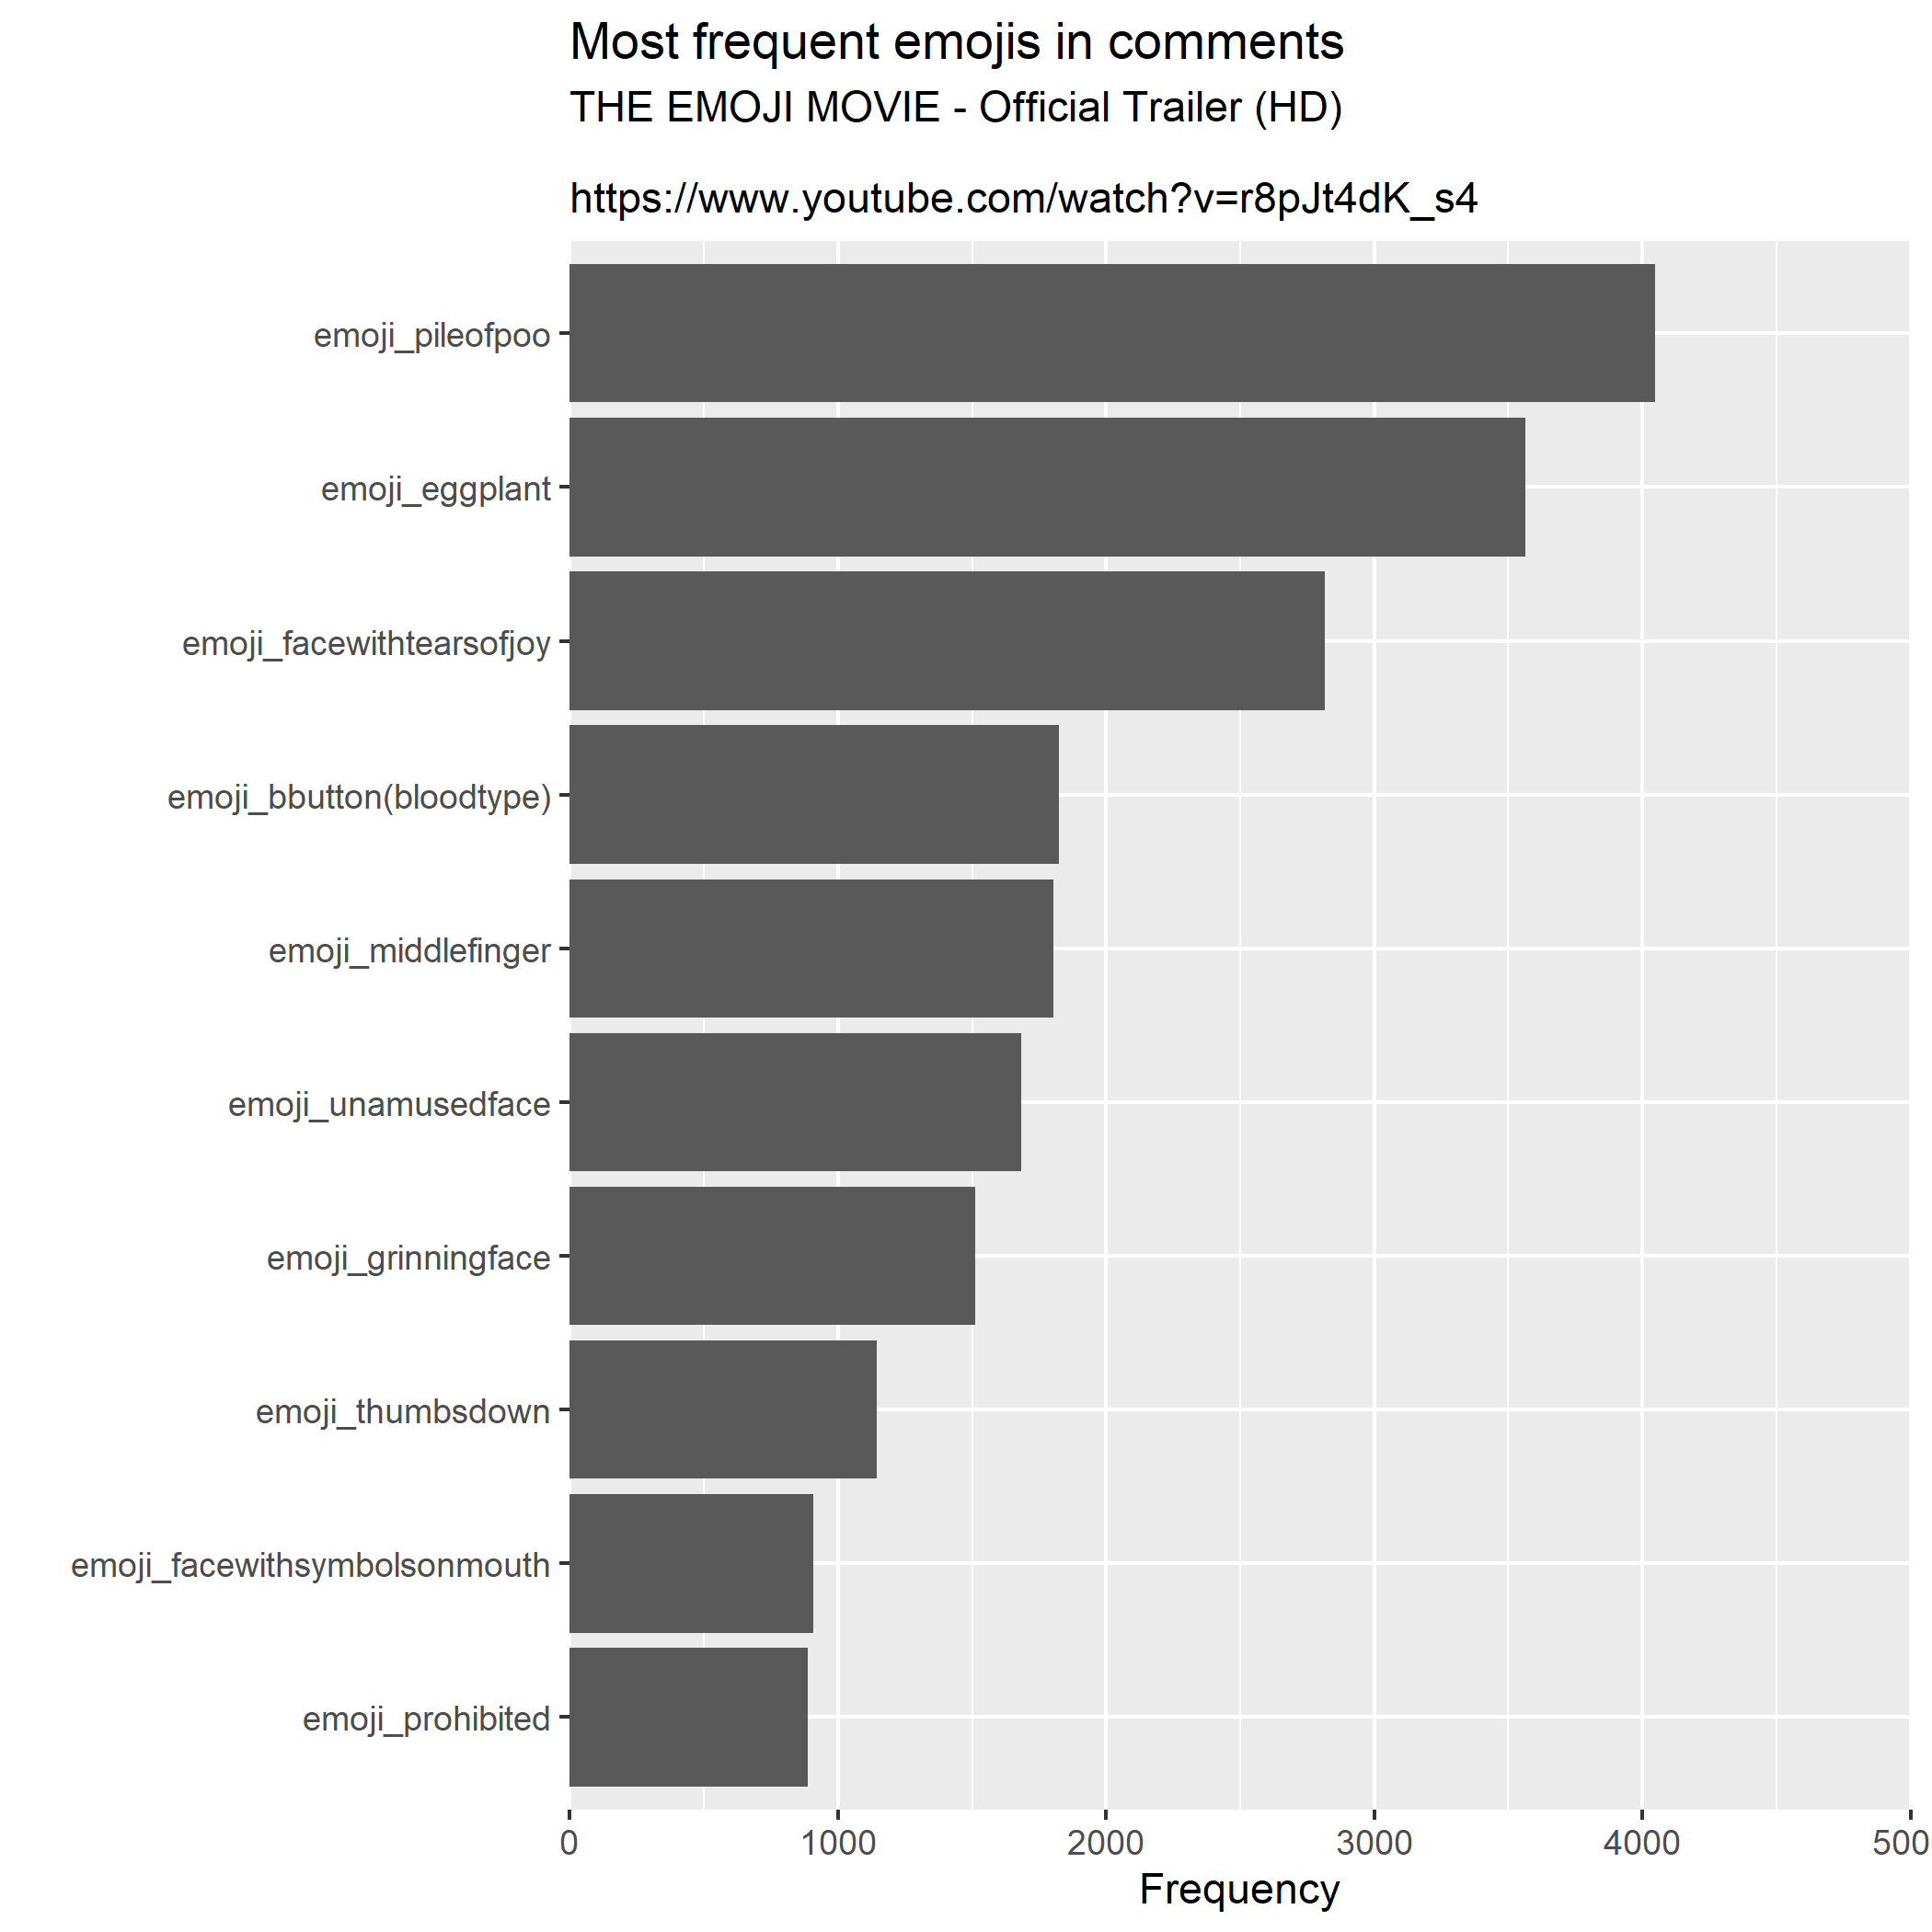 Most frequent emojis in comments
THE EMOJI MOVIE - Official Trailer (HD)
https://www.youtube.com/watch?v=r8pJt4dK_s4
emoji_pileofpoo
emoji_eggplant
emoji_facewithtearsofjoy
emoji_bbutton(bloodtype)
emoji_middlefinger
emoji_unamusedface
emoji_grinningface
emoji_thumbsdown
emoji_facewithsymbolsonmouth
emoji_prohibited
0 1000 2000 3000 4000 500
Frequency